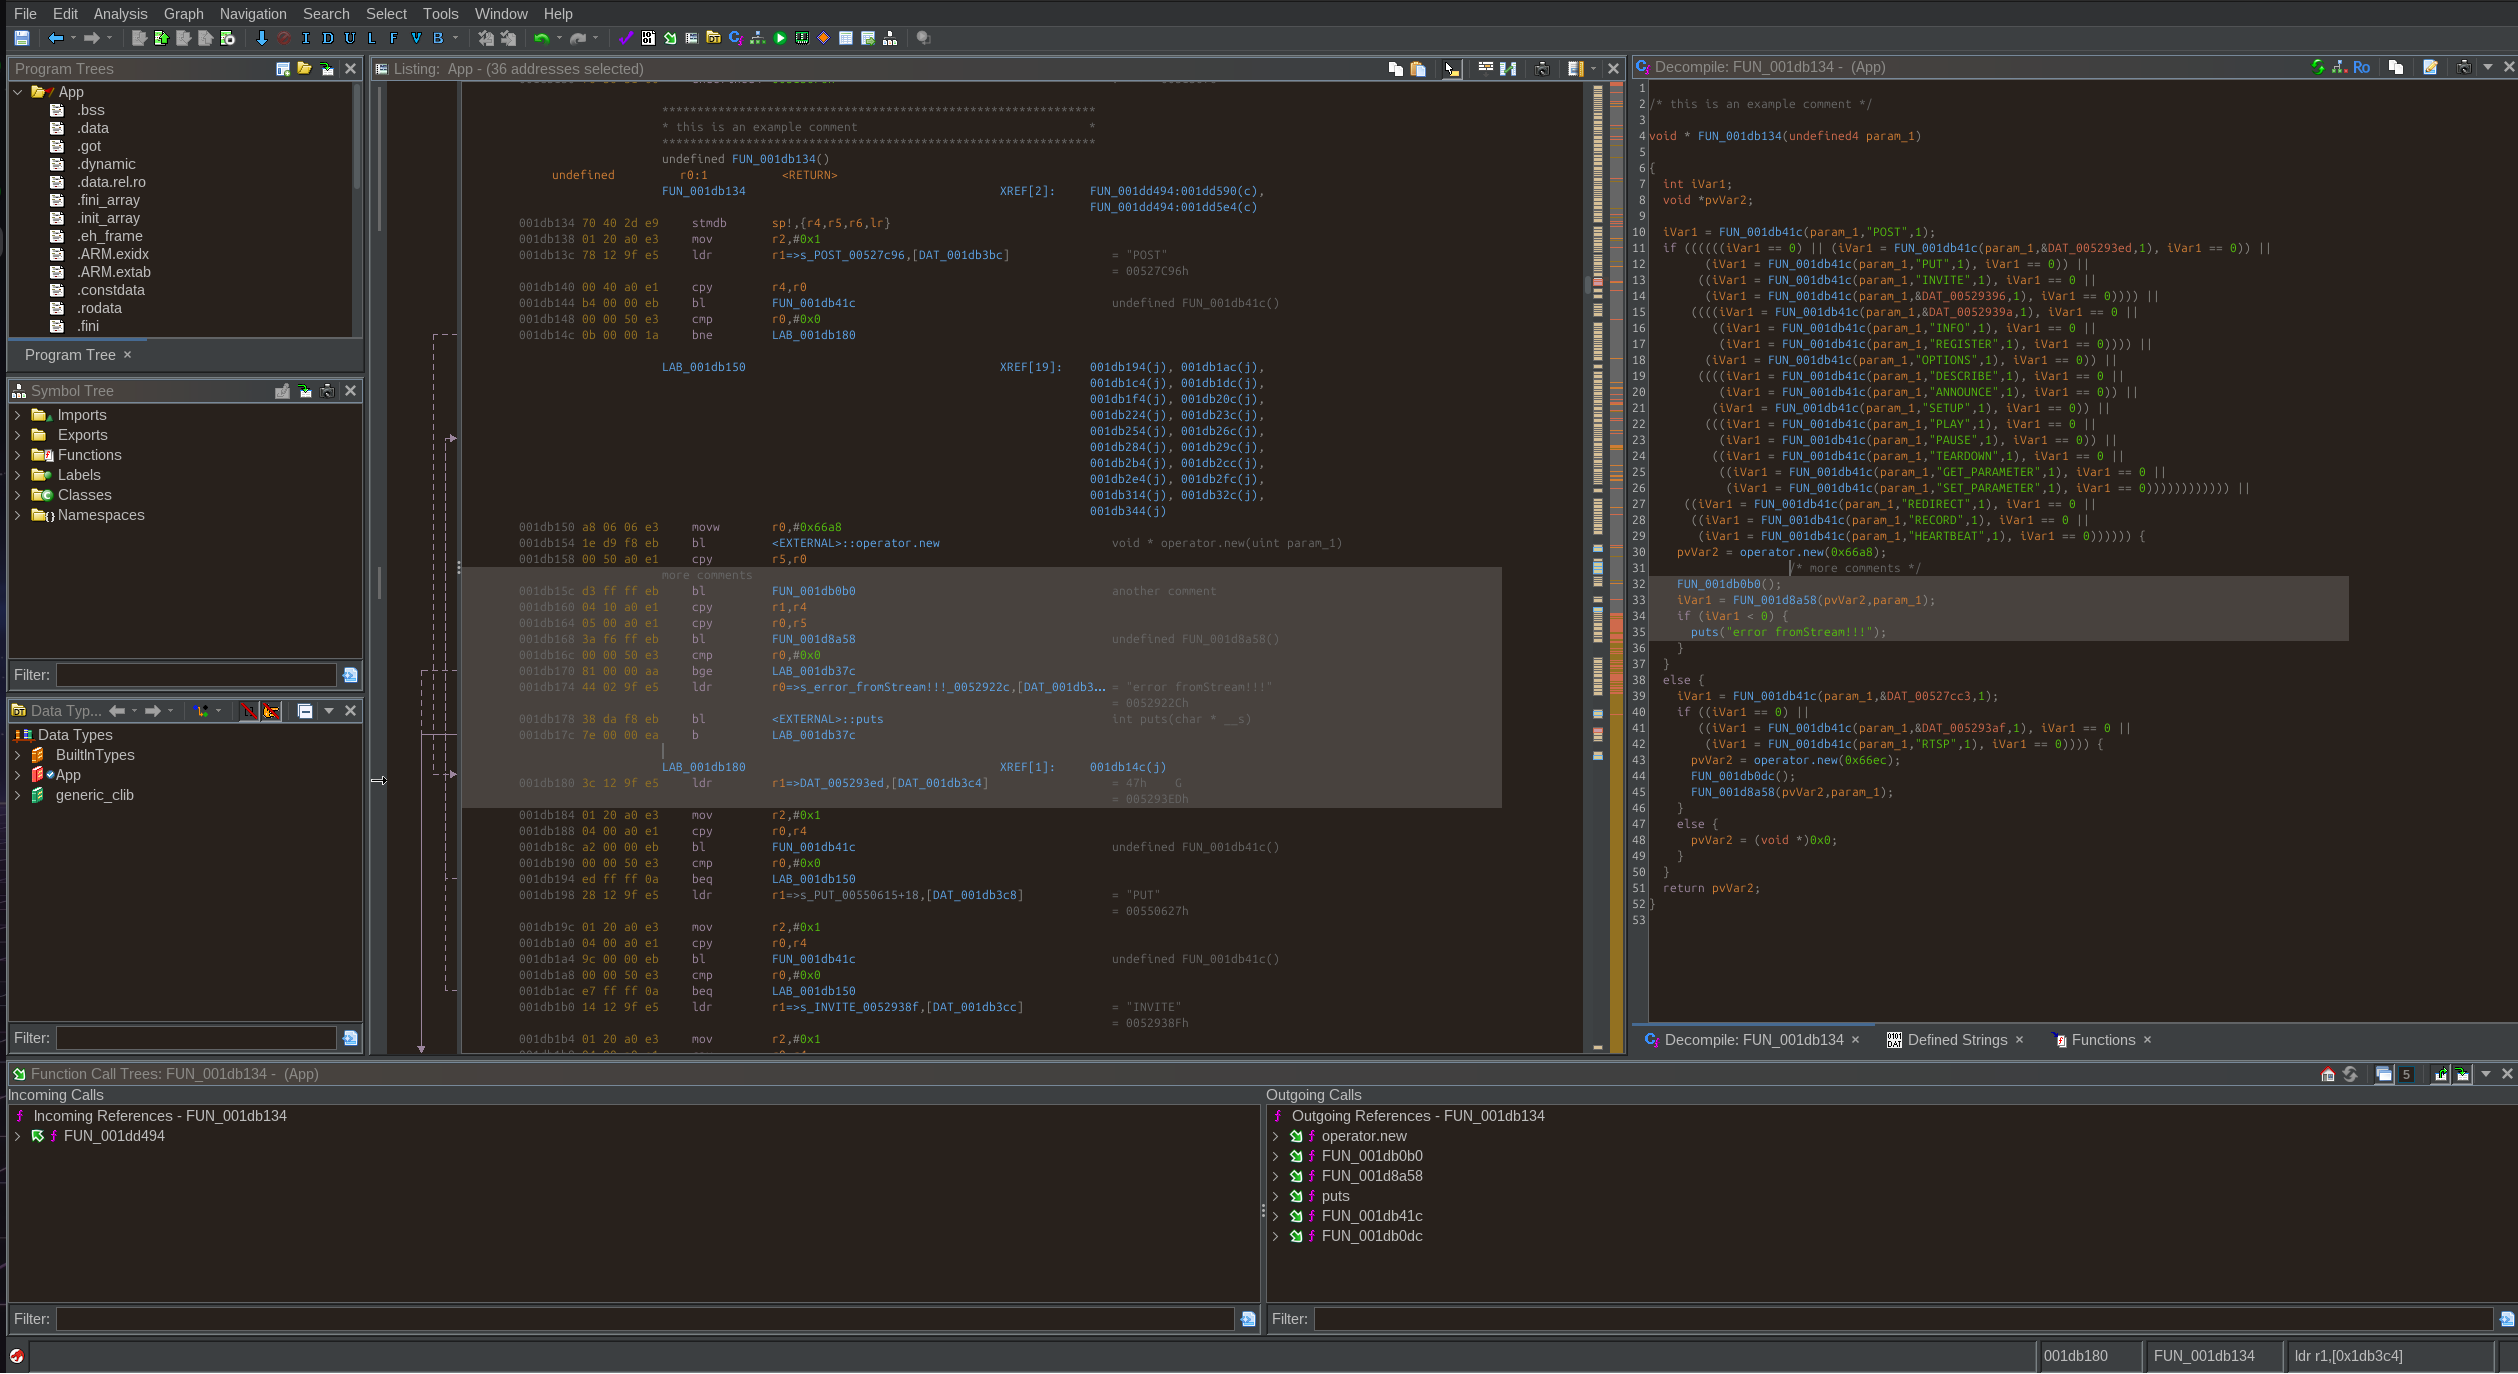 File Edit Analysis Graph Navigation Search Select Tools Window Help
I D U L F V B
Program Trees
App
.bss
.data
.got
.dynamic
.data.rel.ro
.fini_array
.init_array
.eh_frame
.ARM.exidx
.ARM.extab
.constdata
.rodata
.fini
Program Tree ×
Symbol Tree
Imports
Exports
Functions
Labels
Classes
Namespaces
Filter:
Data Typ...
Data Types
BuiltInTypes
App
generic_clib
Filter:
Listing: App - (36 addresses selected)
**************************************************************
* this is an example comment *
**************************************************************
undefined FUN_001db134()
undefined r0:1 <RETURN>
FUN_001db134 XREF[2]: FUN_001dd494:001dd590(c),
FUN_001dd494:001dd5e4(c)
001db134 70 40 2d e9 stmdb sp!,{r4,r5,r6,lr}
001db138 01 20 a0 e3 mov r2,#0x1
001db13c 78 12 9f e5 ldr r1=>s_POST_00527c96,[DAT_001db3bc] = "POST"
= 00527C96h
001db140 00 40 a0 e1 cpy r4,r0
001db144 b4 00 00 eb bl FUN_001db41c undefined FUN_001db41c()
001db148 00 00 50 e3 cmp r0,#0x0
001db14c 0b 00 00 1a bne LAB_001db180
LAB_001db150 XREF[19]: 001db194(j), 001db1ac(j),
001db1c4(j), 001db1dc(j),
001db1f4(j), 001db20c(j),
001db224(j), 001db23c(j),
001db254(j), 001db26c(j),
001db284(j), 001db29c(j),
001db2b4(j), 001db2cc(j),
001db2e4(j), 001db2fc(j),
001db314(j), 001db32c(j),
001db344(j)
001db150 a8 06 06 e3 movw r0,#0x66a8
001db154 1e d9 f8 eb bl <EXTERNAL>::operator.new void * operator.new(uint param_1)
001db158 00 50 a0 e1 cpy r5,r0
more comments
001db15c d3 ff ff eb bl FUN_001db0b0 another comment
001db160 04 10 a0 e1 cpy r1,r4
001db164 05 00 a0 e1 cpy r0,r5
001db168 3a f6 ff eb bl FUN_001d8a58 undefined FUN_001d8a58()
001db16c 00 00 50 e3 cmp r0,#0x0
001db170 81 00 00 aa bge LAB_001db37c
001db174 44 02 9f e5 ldr r0=>s_error_fromStream!!!_0052922c,[DAT_001db3... = "error fromStream!!!"
= 0052922Ch
001db178 38 da f8 eb bl <EXTERNAL>::puts int puts(char * __s)
001db17c 7e 00 00 ea b LAB_001db37c
LAB_001db180 XREF[1]: 001db14c(j)
001db180 3c 12 9f e5 ldr r1=>DAT_005293ed,[DAT_001db3c4] = 47h G
= 005293EDh
001db184 01 20 a0 e3 mov r2,#0x1
001db188 04 00 a0 e1 cpy r0,r4
001db18c a2 00 00 eb bl FUN_001db41c undefined FUN_001db41c()
001db190 00 00 50 e3 cmp r0,#0x0
001db194 ed ff ff 0a beq LAB_001db150
001db198 28 12 9f e5 ldr r1=>s_PUT_00550615+18,[DAT_001db3c8] = "PUT"
= 00550627h
001db19c 01 20 a0 e3 mov r2,#0x1
001db1a0 04 00 a0 e1 cpy r0,r4
001db1a4 9c 00 00 eb bl FUN_001db41c undefined FUN_001db41c()
001db1a8 00 00 50 e3 cmp r0,#0x0
001db1ac e7 ff ff 0a beq LAB_001db150
001db1b0 14 12 9f e5 ldr r1=>s_INVITE_0052938f,[DAT_001db3cc] = "INVITE"
= 0052938Fh
001db1b4 01 20 a0 e3 mov r2,#0x1
Decompile: FUN_001db134 - (App)
Ro
1
2 /* this is an example comment */
3
4 void * FUN_001db134(undefined4 param_1)
5
6 {
7 int iVar1;
8 void *pvVar2;
9
10 iVar1 = FUN_001db41c(param_1,"POST",1);
11 if ((((((iVar1 == 0) || (iVar1 = FUN_001db41c(param_1,&DAT_005293ed,1), iVar1 == 0)) ||
12 (iVar1 = FUN_001db41c(param_1,"PUT",1), iVar1 == 0)) ||
13 ((iVar1 = FUN_001db41c(param_1,"INVITE",1), iVar1 == 0 ||
14 (iVar1 = FUN_001db41c(param_1,&DAT_00529396,1), iVar1 == 0)))) ||
15 ((((iVar1 = FUN_001db41c(param_1,&DAT_0052939a,1), iVar1 == 0 ||
16 ((iVar1 = FUN_001db41c(param_1,"INFO",1), iVar1 == 0 ||
17 (iVar1 = FUN_001db41c(param_1,"REGISTER",1), iVar1 == 0)))) ||
18 (iVar1 = FUN_001db41c(param_1,"OPTIONS",1), iVar1 == 0)) ||
19 ((((iVar1 = FUN_001db41c(param_1,"DESCRIBE",1), iVar1 == 0 ||
20 (iVar1 = FUN_001db41c(param_1,"ANNOUNCE",1), iVar1 == 0)) ||
21 (iVar1 = FUN_001db41c(param_1,"SETUP",1), iVar1 == 0)) ||
22 (((iVar1 = FUN_001db41c(param_1,"PLAY",1), iVar1 == 0 ||
23 (iVar1 = FUN_001db41c(param_1,"PAUSE",1), iVar1 == 0)) ||
24 ((iVar1 = FUN_001db41c(param_1,"TEARDOWN",1), iVar1 == 0 ||
25 ((iVar1 = FUN_001db41c(param_1,"GET_PARAMETER",1), iVar1 == 0 ||
26 (iVar1 = FUN_001db41c(param_1,"SET_PARAMETER",1), iVar1 == 0)))))))))))) ||
27 ((iVar1 = FUN_001db41c(param_1,"REDIRECT",1), iVar1 == 0 ||
28 ((iVar1 = FUN_001db41c(param_1,"RECORD",1), iVar1 == 0 ||
29 ((iVar1 = FUN_001db41c(param_1,"HEARTBEAT",1), iVar1 == 0)))))) {
30 pvVar2 = operator.new(0x66a8);
31 /* more comments */
32 FUN_001db0b0();
33 iVar1 = FUN_001d8a58(pvVar2,param_1);
34 if (iVar1 < 0) {
35 puts("error fromStream!!!");
36 }
37 }
38 else {
39 iVar1 = FUN_001db41c(param_1,&DAT_00527cc3,1);
40 if ((iVar1 == 0) ||
41 ((iVar1 = FUN_001db41c(param_1,&DAT_005293af,1), iVar1 == 0 ||
42 (iVar1 = FUN_001db41c(param_1,"RTSP",1), iVar1 == 0)))) {
43 pvVar2 = operator.new(0x66ec);
44 FUN_001db0dc();
45 FUN_001d8a58(pvVar2,param_1);
46 }
47 else {
48 pvVar2 = (void *)0x0;
49 }
50 }
51 return pvVar2;
52 }
53
Decompile: FUN_001db134 × Defined Strings × Functions ×
Function Call Trees: FUN_001db134 - (App)
5
Incoming Calls
Incoming References - FUN_001db134
FUN_001dd494
Filter:
Outgoing Calls
Outgoing References - FUN_001db134
operator.new
FUN_001db0b0
FUN_001d8a58
puts
FUN_001db41c
FUN_001db0dc
Filter:
001db180 FUN_001db134 ldr r1,[0x1db3c4]